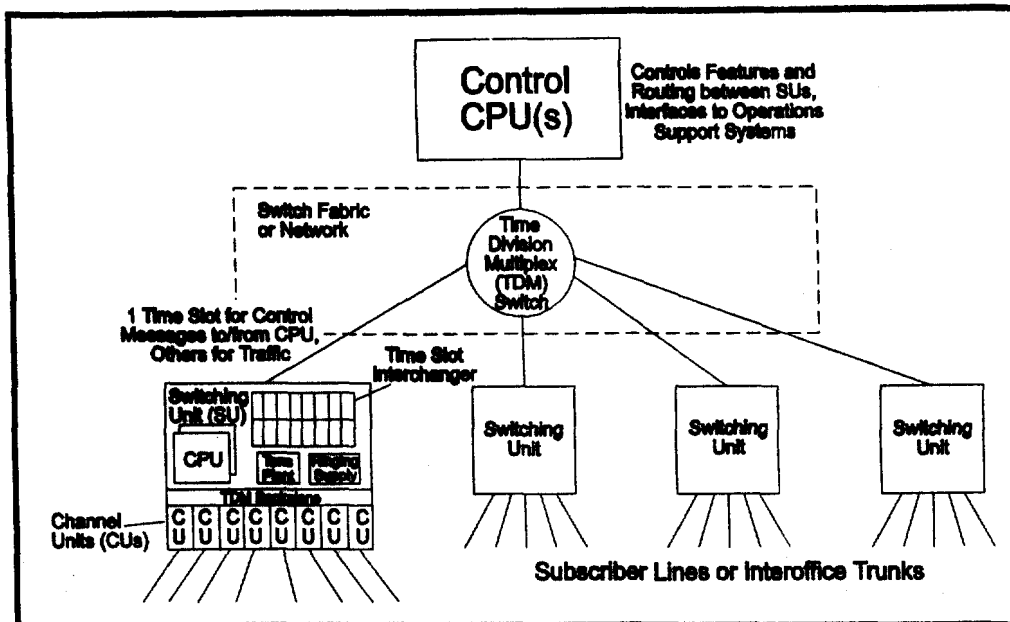 Control
CPU(s)
Controls Features and
Routing between SUs,
Interfaces to Operations
Support Systems
Switch Fabric
or Network
Time
Division
Multiplex
(TDM)
Switch
1 Time Slot for Control
Messages to/from CPU,
Others for Traffic
Time Slot
Interchanger
Switching
Unit (SU)
CPU
Tone
Plant
Ringing
Supply
TDM Backplane
Channel
Units (CUs)
C C C C C C C C
U U U U U U U U
Switching
Unit
Switching
Unit
Switching
Unit
Subscriber Lines or Interoffice Trunks